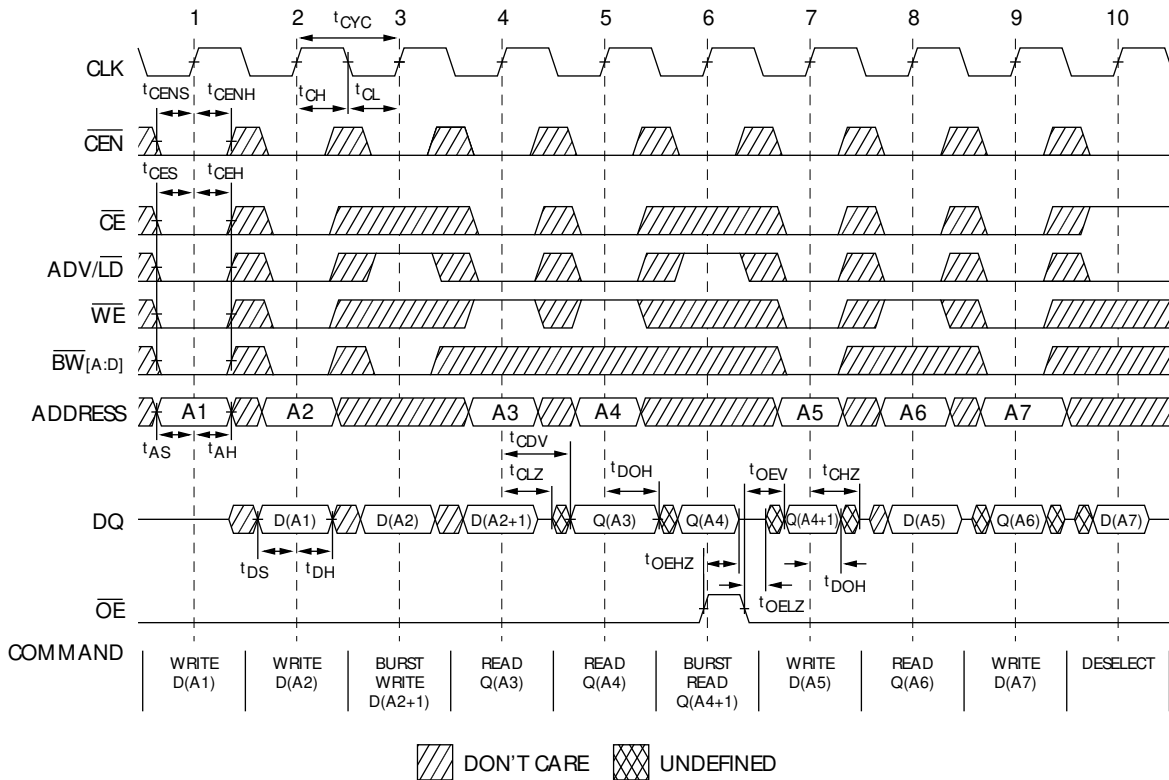 1 2 3 4 5 6 7 8 9 10
tCYC
CLK
tCENS tCENH tCH tCL
CEN
tCES tCEH
CE
ADV/LD
WE
BW[A:D]
ADDRESS A1 A2 A3 A4 A5 A6 A7
tAS tAH tCDV
tCLZ tDOH tOEV tCHZ
DQ D(A1) D(A2) D(A2+1) Q(A3) Q(A4) Q(A4+1) D(A5) Q(A6) D(A7)
tDS tDH tOEHZ tDOH
tOELZ
OE
COMMAND
WRITE D(A1)
WRITE D(A2)
BURST WRITE D(A2+1)
READ Q(A3)
READ Q(A4)
BURST READ Q(A4+1)
WRITE D(A5)
READ Q(A6)
WRITE D(A7)
DESELECT
DON'T CARE UNDEFINED